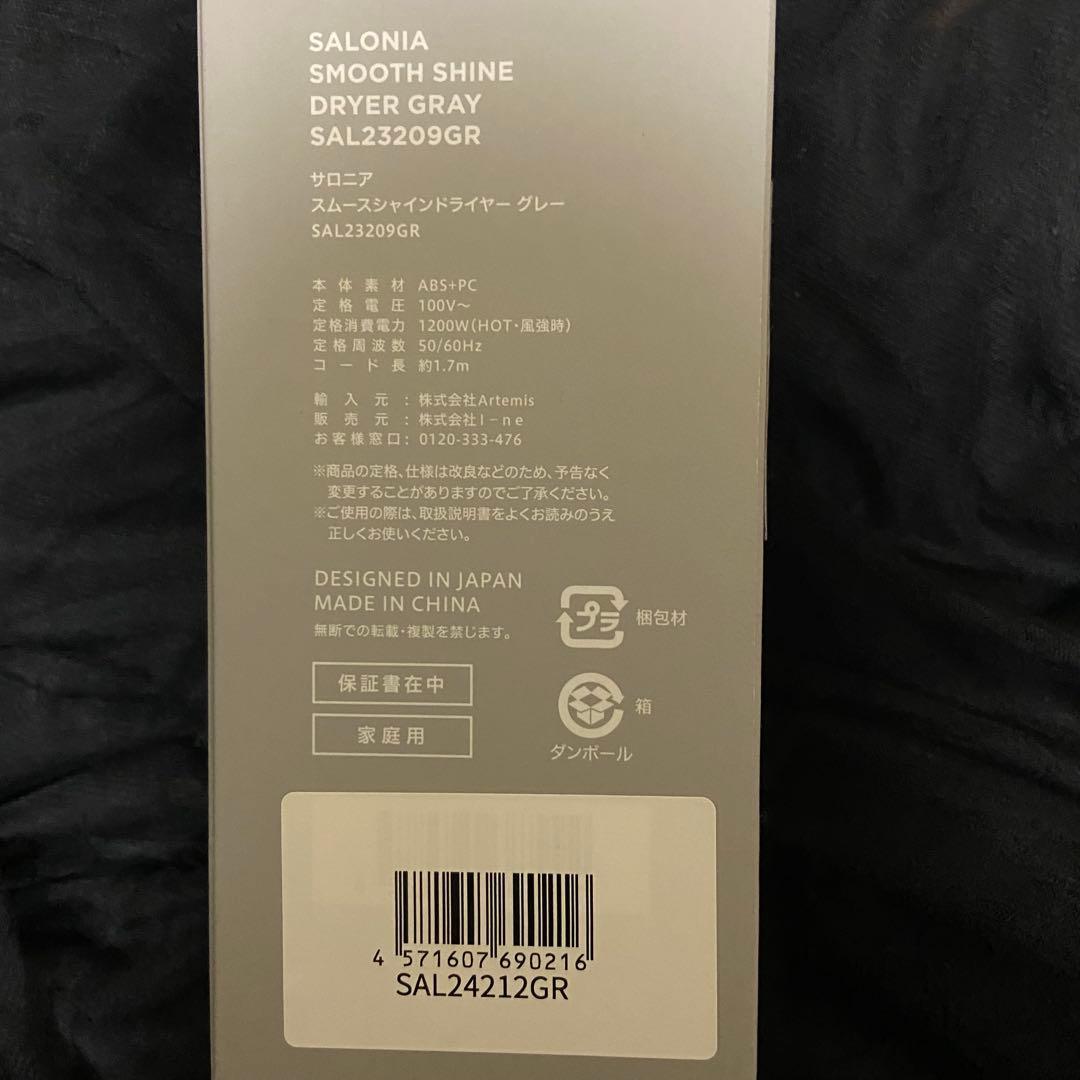 SALONIA
SMOOTH SHINE
DRYER GRAY
SAL23209GR
サロニア
スムースシャインドライヤー グレー
SAL23209GR
本体素材 ABS+PC
定格電圧 100V～
定格消費電力 1200W(HOT・風強時)
定格周波数 50/60Hz
コード長 約1.7m
輸入元：株式会社Artemis
販売元：株式会社I-ne
お客様窓口：0120-333-476
※商品の定格、仕様は改良などのため、予告なく
変更することがありますのでご了承ください。
※ご使用の際は、取扱説明書をよくお読みのうえ
正しくお使いください。
DESIGNED IN JAPAN
MADE IN CHINA
無断での転載・複製を禁じます。
プラ 梱包材
保証書在中
箱
家庭用
ダンボール
4 571607 690216
SAL24212GR